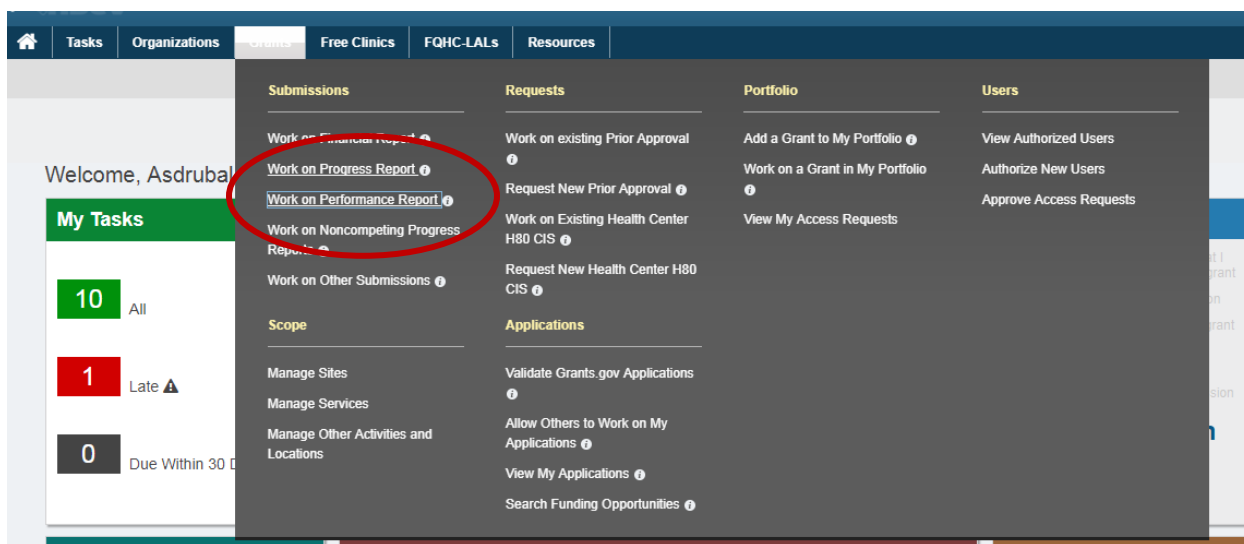 Tasks Organizations Grants Free Clinics FQHC-LALs Resources
Welcome, Asdrubal
My Tasks
10 All
1 Late
0 Due Within 30 D
Submissions
Work on Financial Report
Work on Progress Report
Work on Performance Report
Work on Noncompeting Progress
Reports
Work on Other Submissions
Scope
Manage Sites
Manage Services
Manage Other Activities and
Locations
Requests
Work on existing Prior Approval
Request New Prior Approval
Work on Existing Health Center
H80 CIS
Request New Health Center H80
CIS
Applications
Validate Grants.gov Applications
Allow Others to Work on My
Applications
View My Applications
Search Funding Opportunities
Portfolio
Add a Grant to My Portfolio
Work on a Grant in My Portfolio
View My Access Requests
Users
View Authorized Users
Authorize New Users
Approve Access Requests
grant
grant